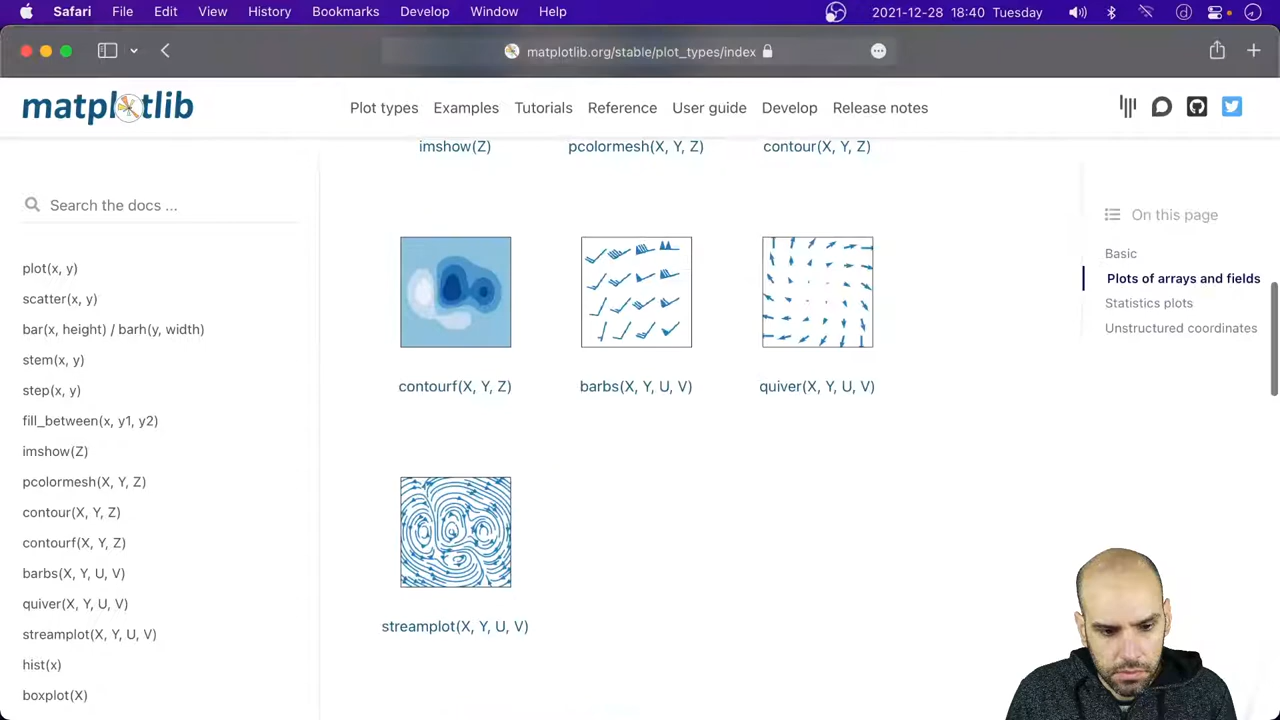 Safari File Edit View History Bookmarks Develop Window Help 2021-12-28 18:40 Tuesday
matplotlib.org/stable/plot_types/index
matplotlib Plot types Examples Tutorials Reference User guide Develop Release notes
imshow(Z) pcolormesh(X, Y, Z) contour(X, Y, Z)
Search the docs ...
plot(x, y)
scatter(x, y)
bar(x, height) / barh(y, width)
stem(x, y)
step(x, y)
fill_between(x, y1, y2)
imshow(Z)
pcolormesh(X, Y, Z)
contour(X, Y, Z)
contourf(X, Y, Z)
barbs(X, Y, U, V)
quiver(X, Y, U, V)
streamplot(X, Y, U, V)
hist(x)
boxplot(X)
contourf(X, Y, Z) barbs(X, Y, U, V) quiver(X, Y, U, V)
streamplot(X, Y, U, V)
On this page
Basic
Plots of arrays and fields
Statistics plots
Unstructured coordinates